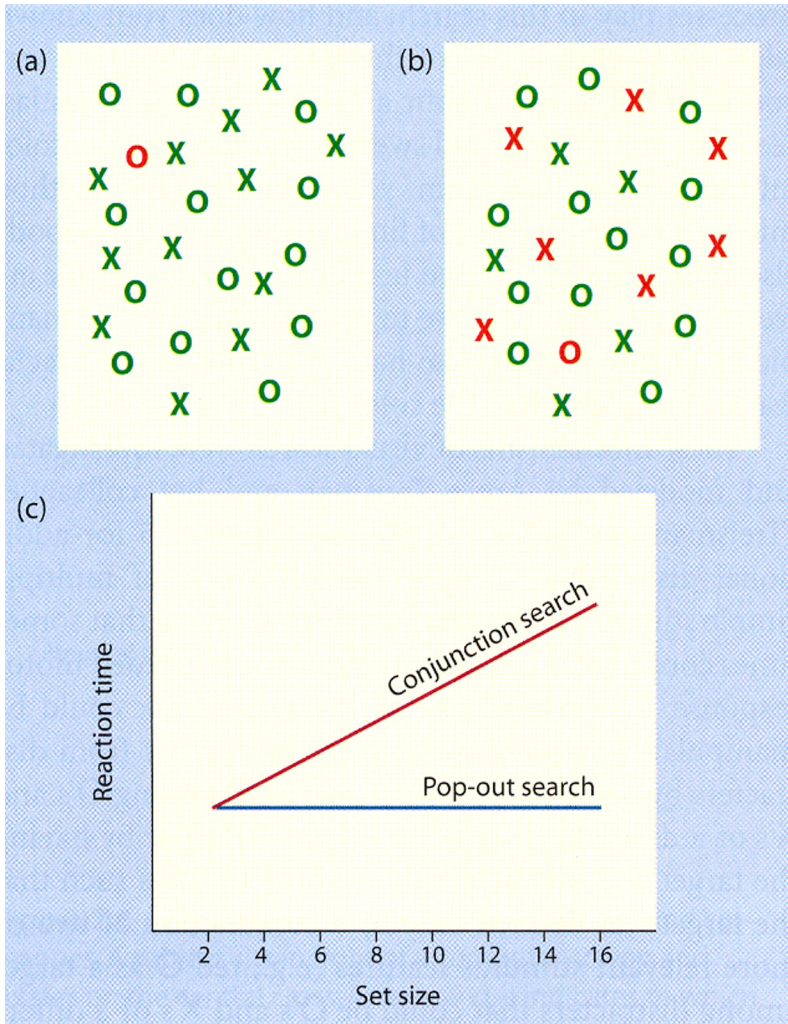 (a)
X
O O
X O
O X X
X X O
O O
X X O
O O X
X O
O X
O
O
X
(b)
O O X O
X X X
X O
O O
X X O O X
O O X
X X O
O O
X O
(c)
Reaction time
Conjunction search
Pop-out search
2 4 6 8 10 12 14 16
Set size